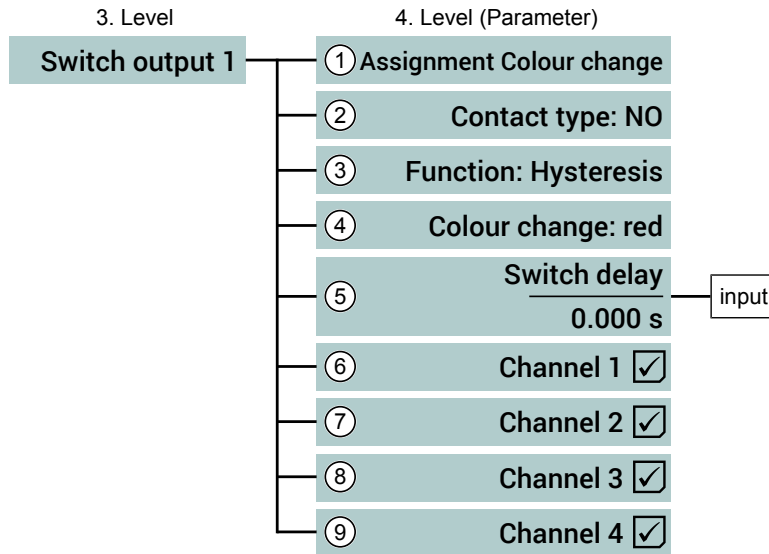 3. Level
4. Level (Parameter)
Switch output 1
1 Assignment Colour change
2 Contact type: NO
3 Function: Hysteresis
4 Colour change: red
5 Switch delay
0.000 s
input
6 Channel 1
7 Channel 2
8 Channel 3
9 Channel 4